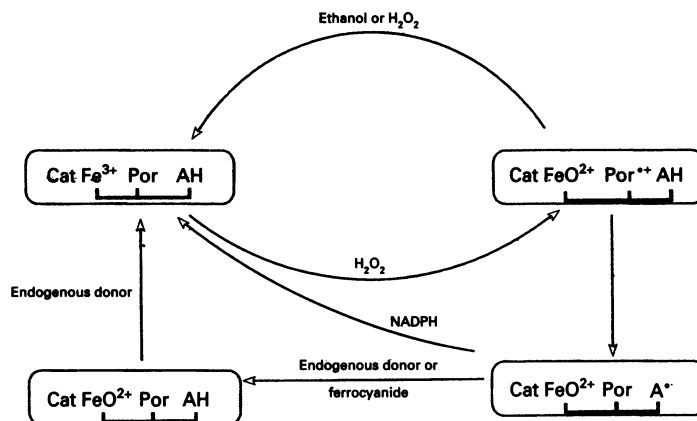 Ethanol or H₂O₂
Cat Fe³⁺ Por AH
Cat FeO²⁺ Por•⁺ AH
H₂O₂
Endogenous donor
NADPH
Endogenous donor or
ferrocyanide
Cat FeO²⁺ Por AH
Cat FeO²⁺ Por A•